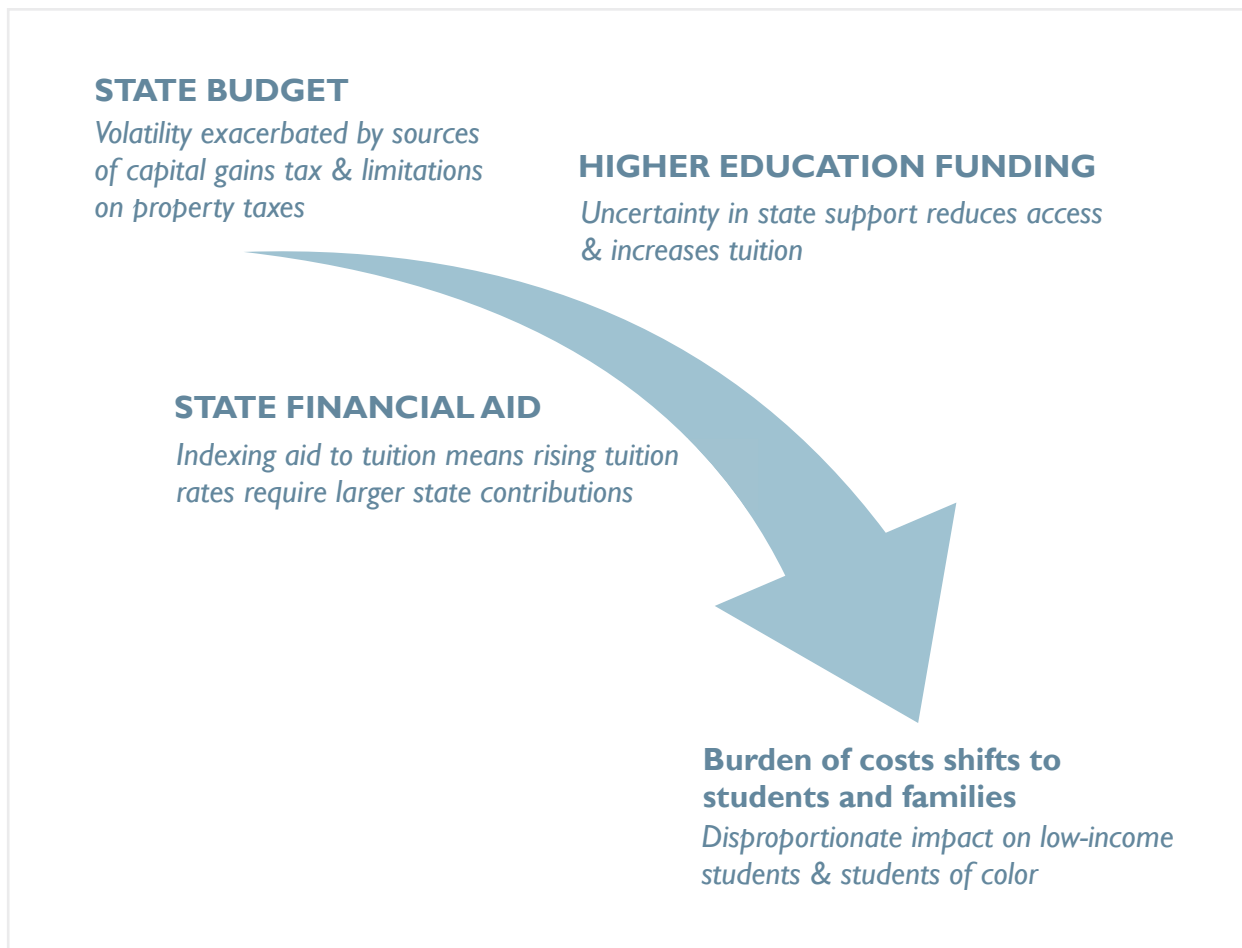 STATE BUDGET
Volatility exacerbated by sources
of capital gains tax & limitations
on property taxes
HIGHER EDUCATION FUNDING
Uncertainty in state support reduces access
& increases tuition
STATE FINANCIAL AID
Indexing aid to tuition means rising tuition
rates require larger state contributions
Burden of costs shifts to
students and families
Disproportionate impact on low-income
students & students of color